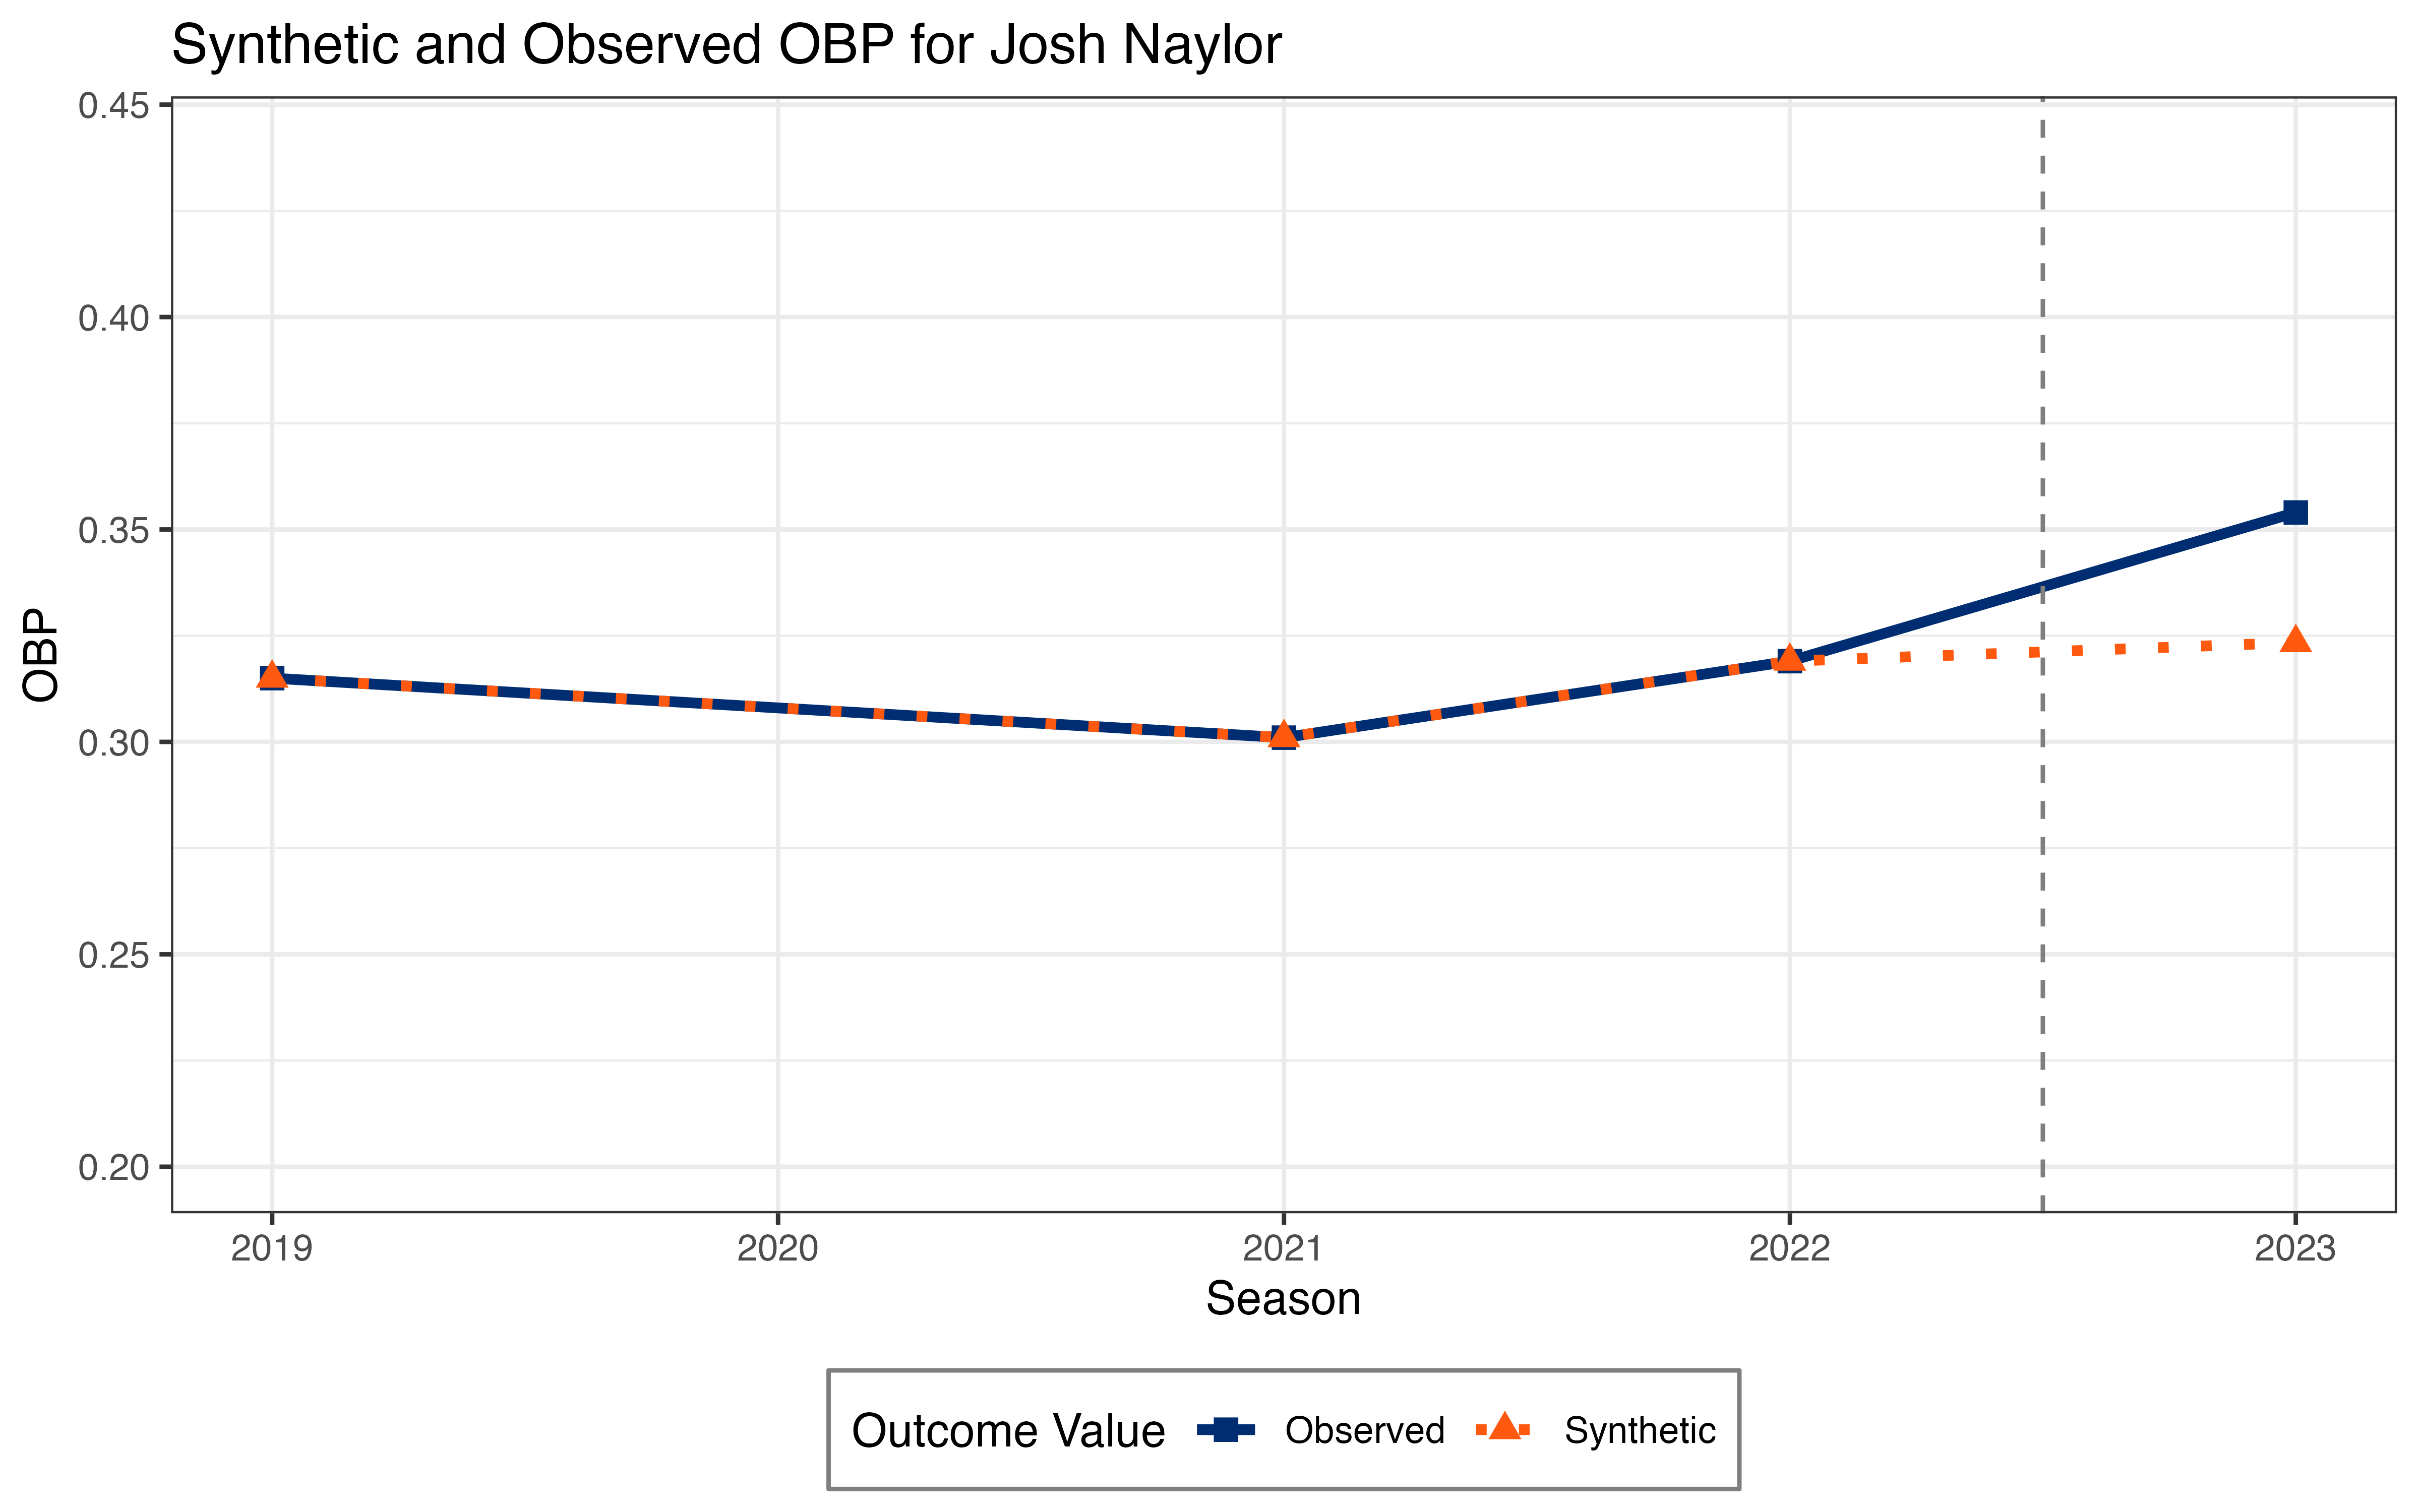 Synthetic and Observed OBP for Josh Naylor
0.45
0.40
0.35
0.30
0.25
0.20
OBP
2019 2020 2021 2022 2023
Season
Outcome Value Observed Synthetic